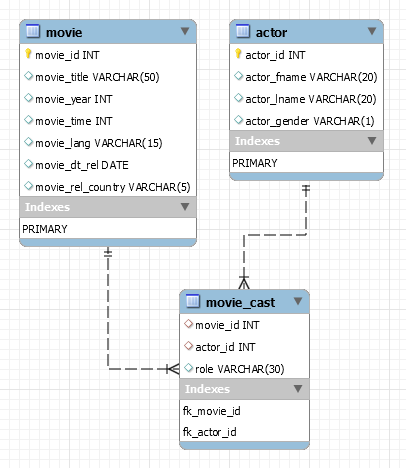 movie
movie_id INT
movie_title VARCHAR(50)
movie_year INT
movie_time INT
movie_lang VARCHAR(15)
movie_dt_rel DATE
movie_rel_country VARCHAR(5)
Indexes
PRIMARY
actor
actor_id INT
actor_fname VARCHAR(20)
actor_lname VARCHAR(20)
actor_gender VARCHAR(1)
Indexes
PRIMARY
movie_cast
movie_id INT
actor_id INT
role VARCHAR(30)
Indexes
fk_movie_id
fk_actor_id